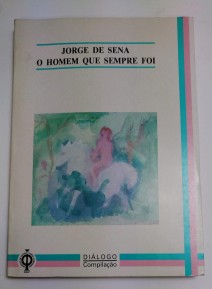 JORGE DE SENA
O HOMEM QUE SEMPRE FOI
DIÁLOGO
Compilação